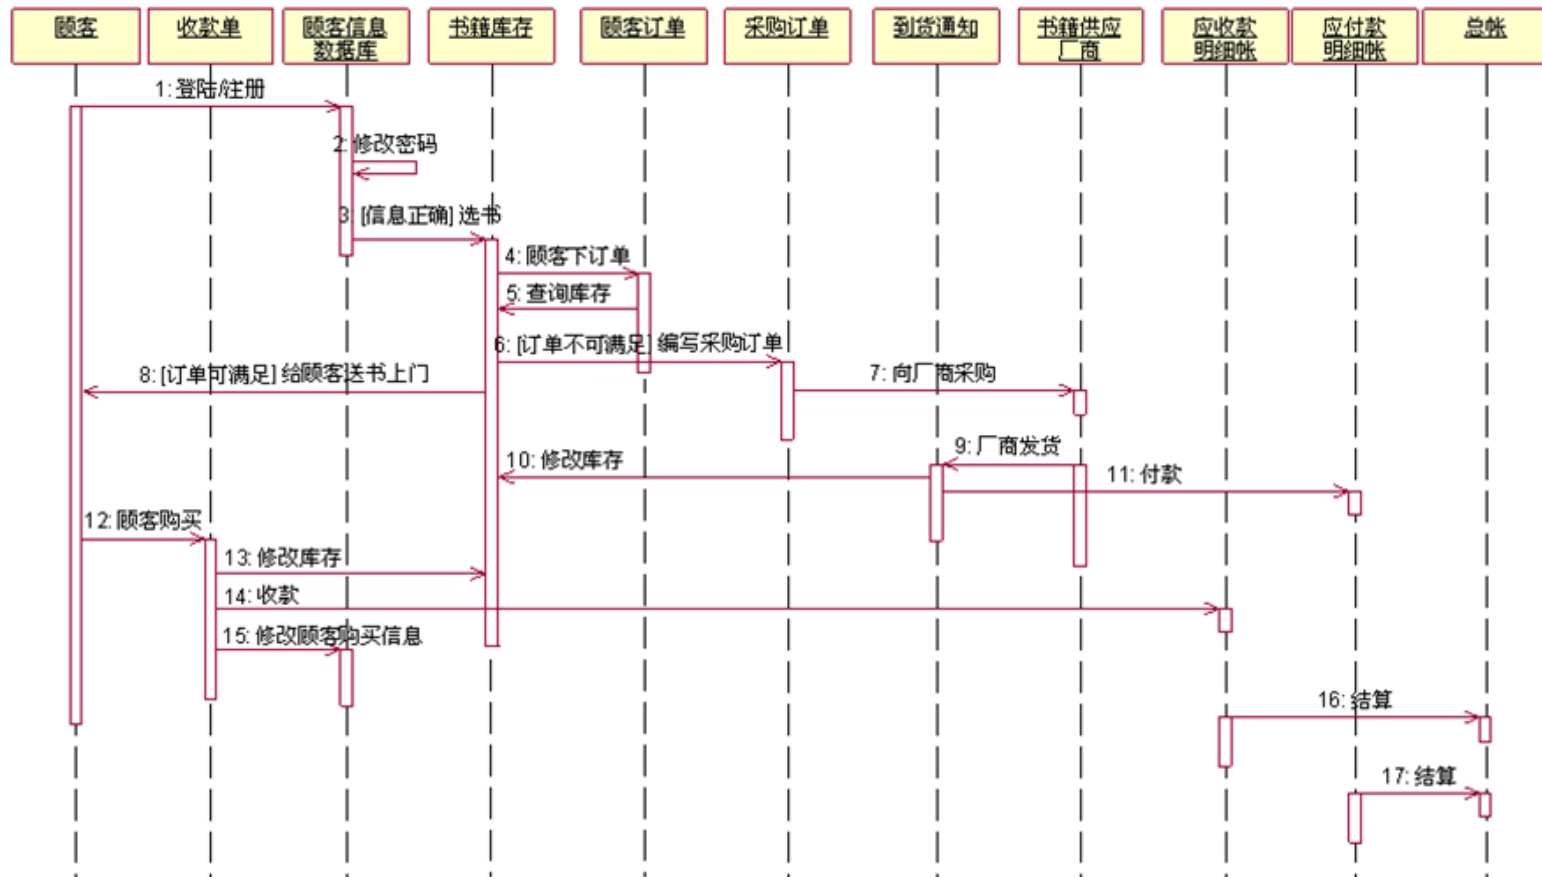 顾客
收款单
顾客信息
数据库
书籍库存
顾客订单
采购订单
到货通知
书籍供应
厂商
应收款
明细帐
应付款
明细帐
总帐
1: 登陆/注册
2: 修改密码
3: [信息正确] 选书
4: 顾客下订单
5: 查询库存
6: [订单不可满足] 编写采购订单
7: 向厂商采购
8: [订单可满足] 给顾客送书上门
9: 厂商发货
10: 修改库存
11: 付款
12: 顾客购买
13: 修改库存
14: 收款
15: 修改顾客购买信息
16: 结算
17: 结算